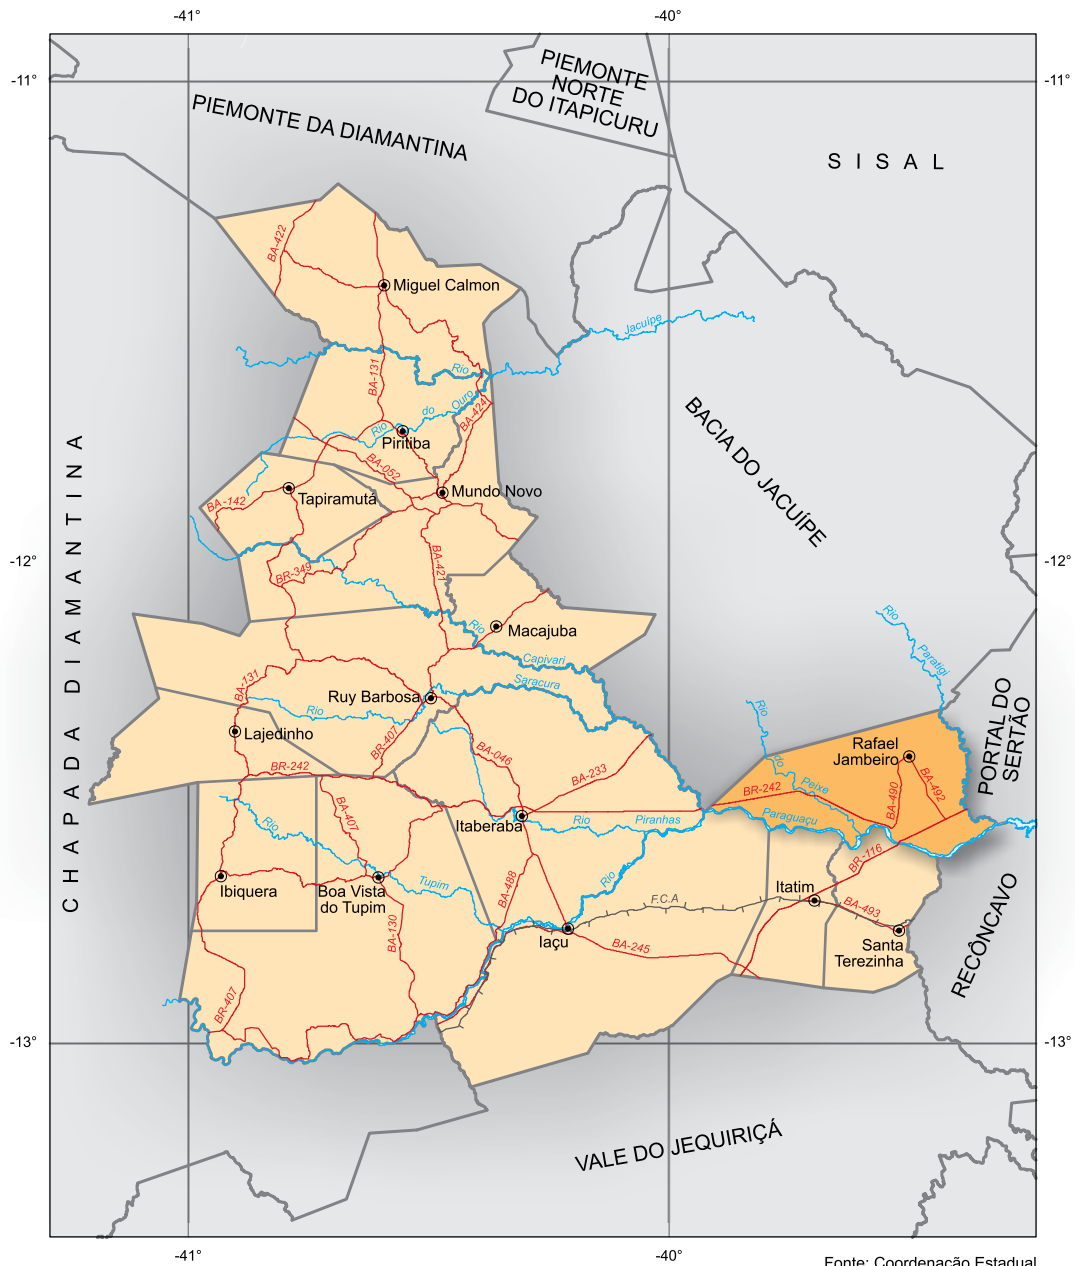 -41°
-40°
-11°
-11°
PIEMONTE
NORTE
DO ITAPICURU
PIEMONTE DA DIAMANTINA
SISAL
BA-422
Miguel Calmon
Jacuípe
Rio
BA-131
Ouro
do
Rio
BA-424
Piritiba
BACIA DO JACUÍPE
CHAPADA DIAMANTINA
BA-052
Mundo Novo
Tapiramutá
BA-142
-12°
-12°
BA-421
BR-349
Rio
Macajuba
Capivari
Saracura
Rio
Paratigi
BA-131
Ruy Barbosa
Rio
Lajedinho
BR-407
BR-242
BA-046
BA-233
Rio
do
Peixe
Rafael
Jambeiro
PORTAL DO
SERTÃO
BR-242
BA-490
BA-492
Paraguaçu
Itaberaba
Rio
Piranhas
BA-407
Rio
BR-116
Ibiquera
Boa Vista
do Tupim
Tupim
BA-488
Rio
F.C.A
Itatim
BA-493
BA-130
Iaçu
BA-245
Santa
Terezinha
RECÔNCAVO
BR-407
-13°
-13°
VALE DO JEQUIRIÇÁ
-41°
-40°
Fonte: Coordenação Estadual